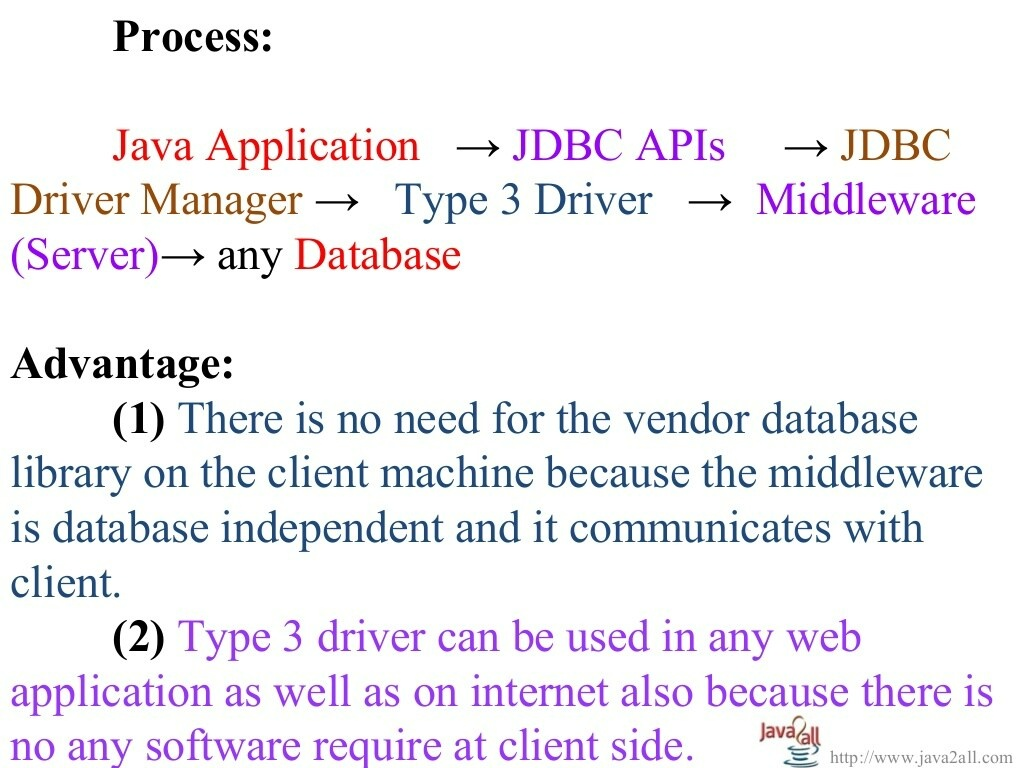 Process:
Java Application → JDBC APIs → JDBC
Driver Manager → Type 3 Driver → Middleware
(Server)→ any Database
Advantage:
(1) There is no need for the vendor database
library on the client machine because the middleware
is database independent and it communicates with
client.
(2) Type 3 driver can be used in any web
application as well as on internet also because there is
no any software require at client side.
Java2all
http://www.java2all.com